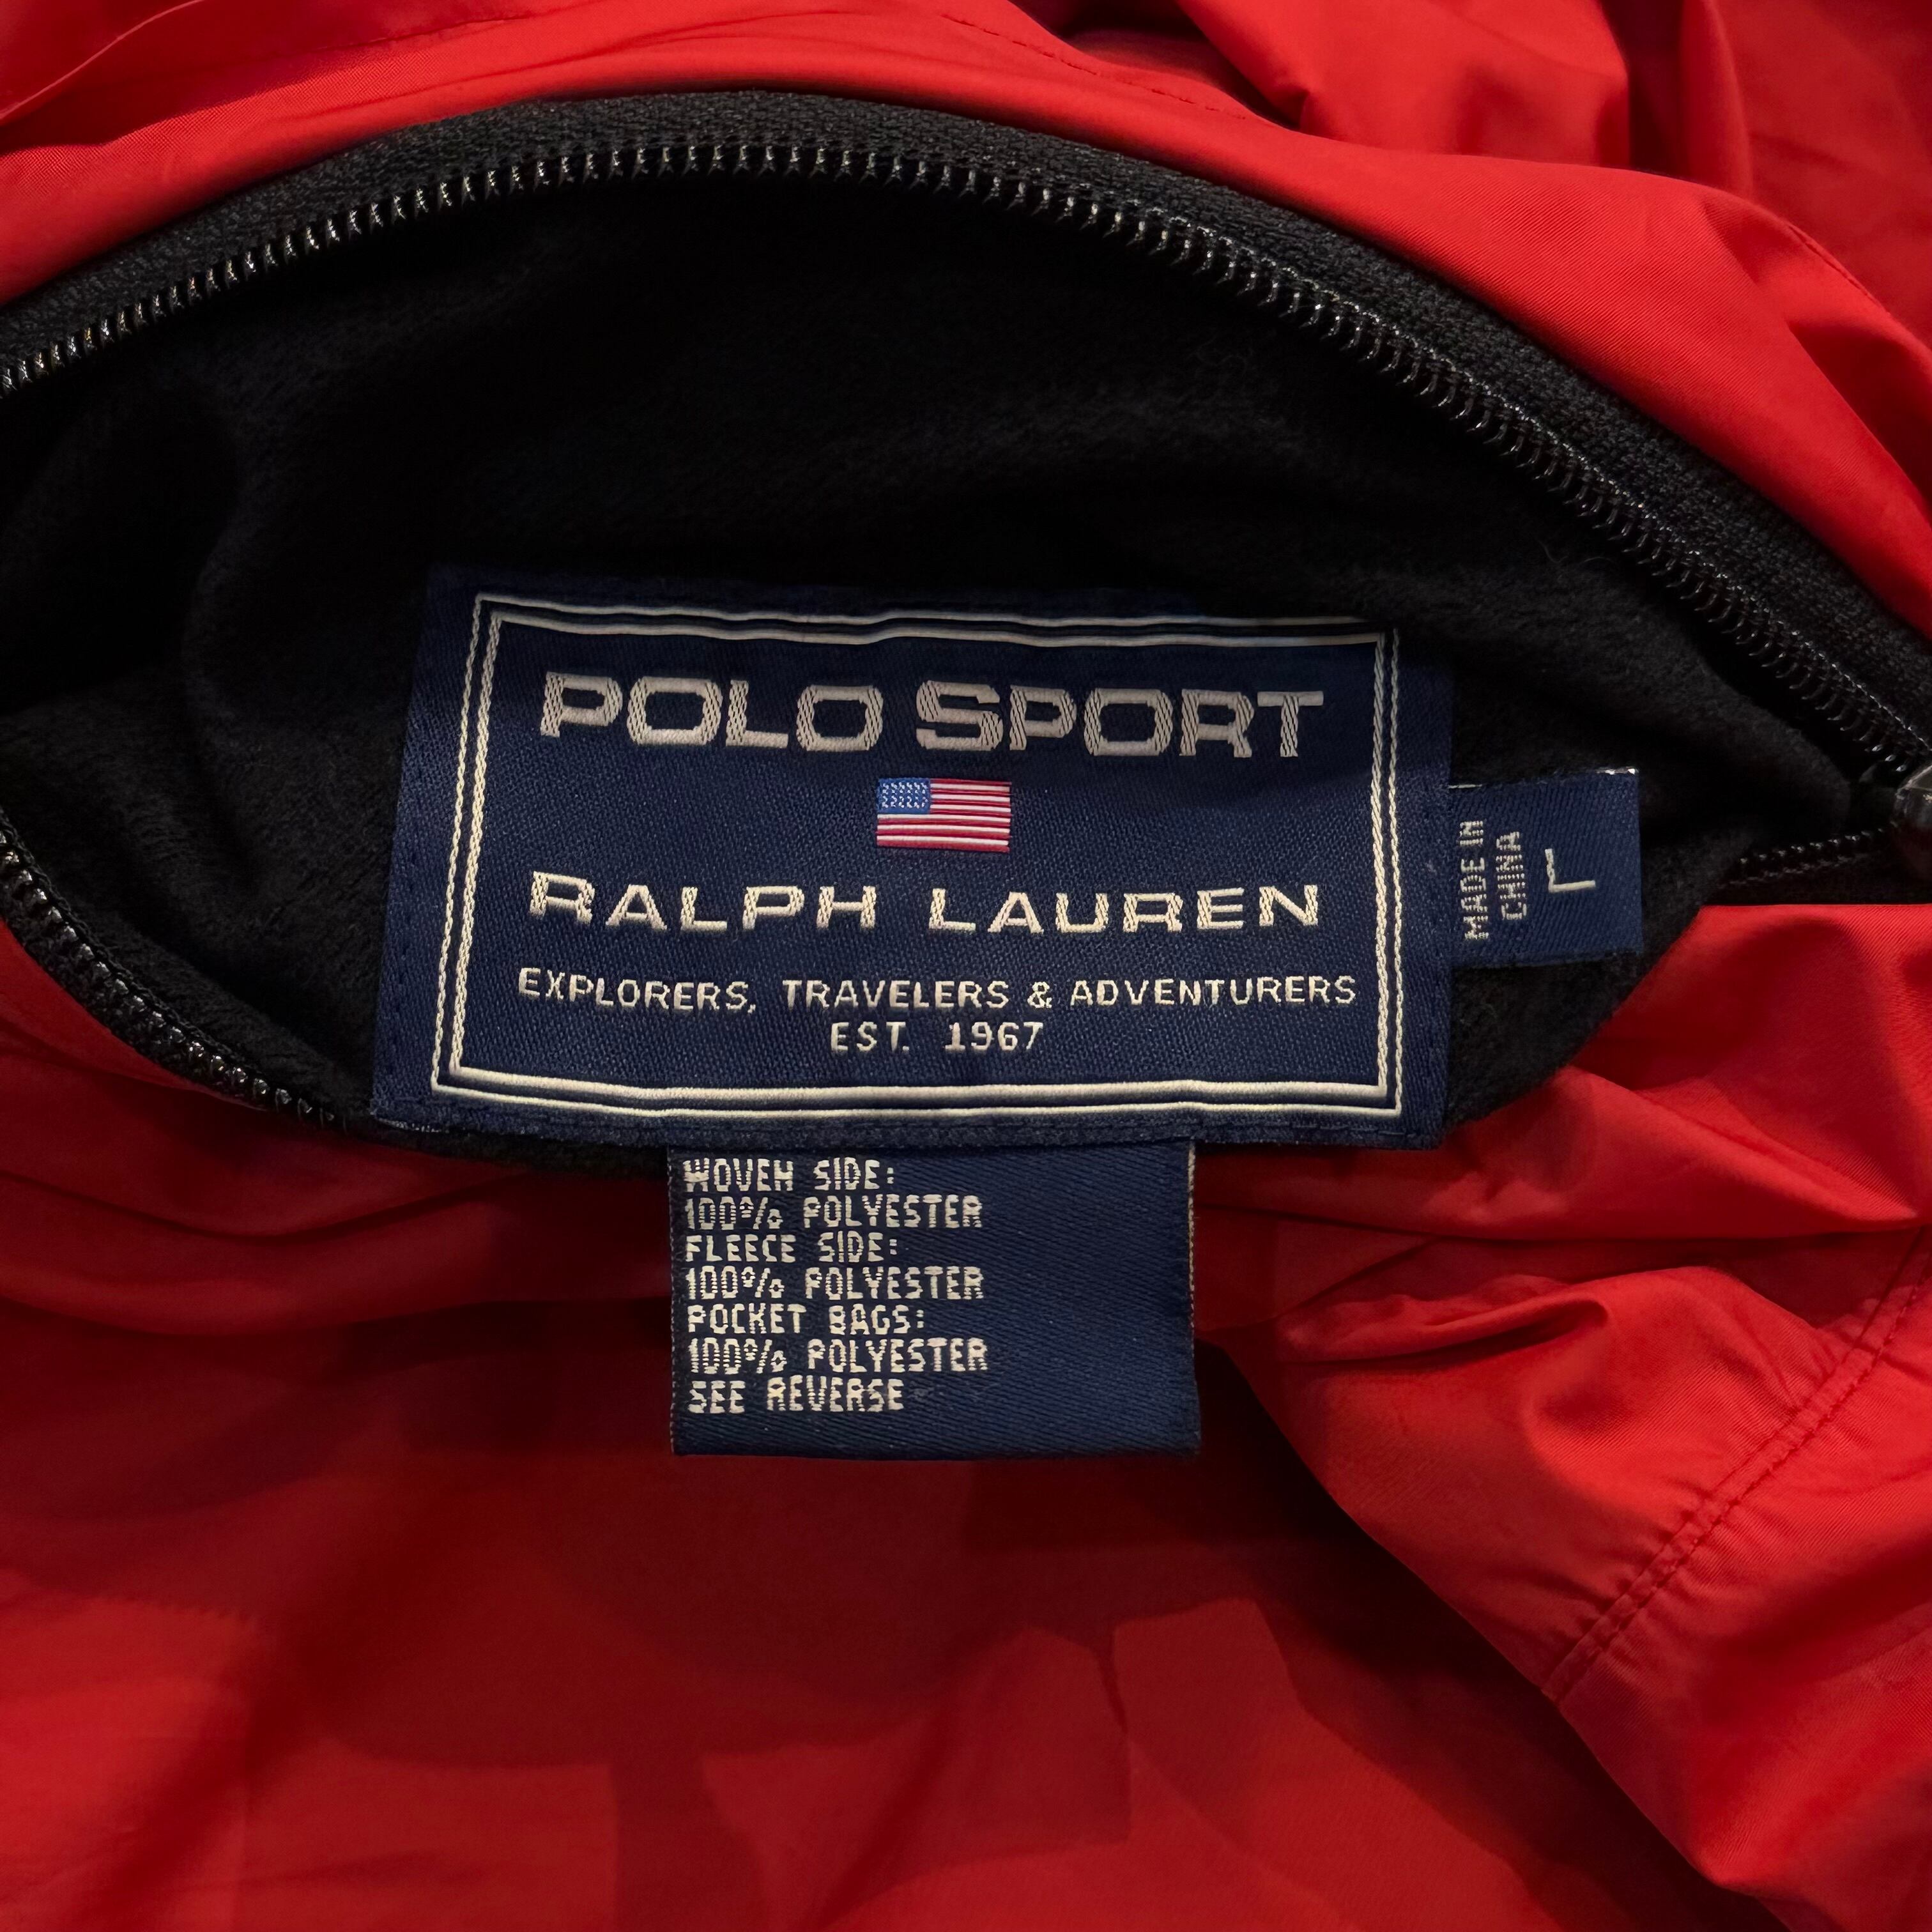 POLO SPORT
RALPH LAUREN
EXPLORERS, TRAVELERS & ADVENTURERS
EST. 1967
MADE IN
CHINA
L
WOVEN SIDE:
100% POLYESTER
FLEECE SIDE:
100% POLYESTER
POCKET BAGS:
100% POLYESTER
SEE REVERSE